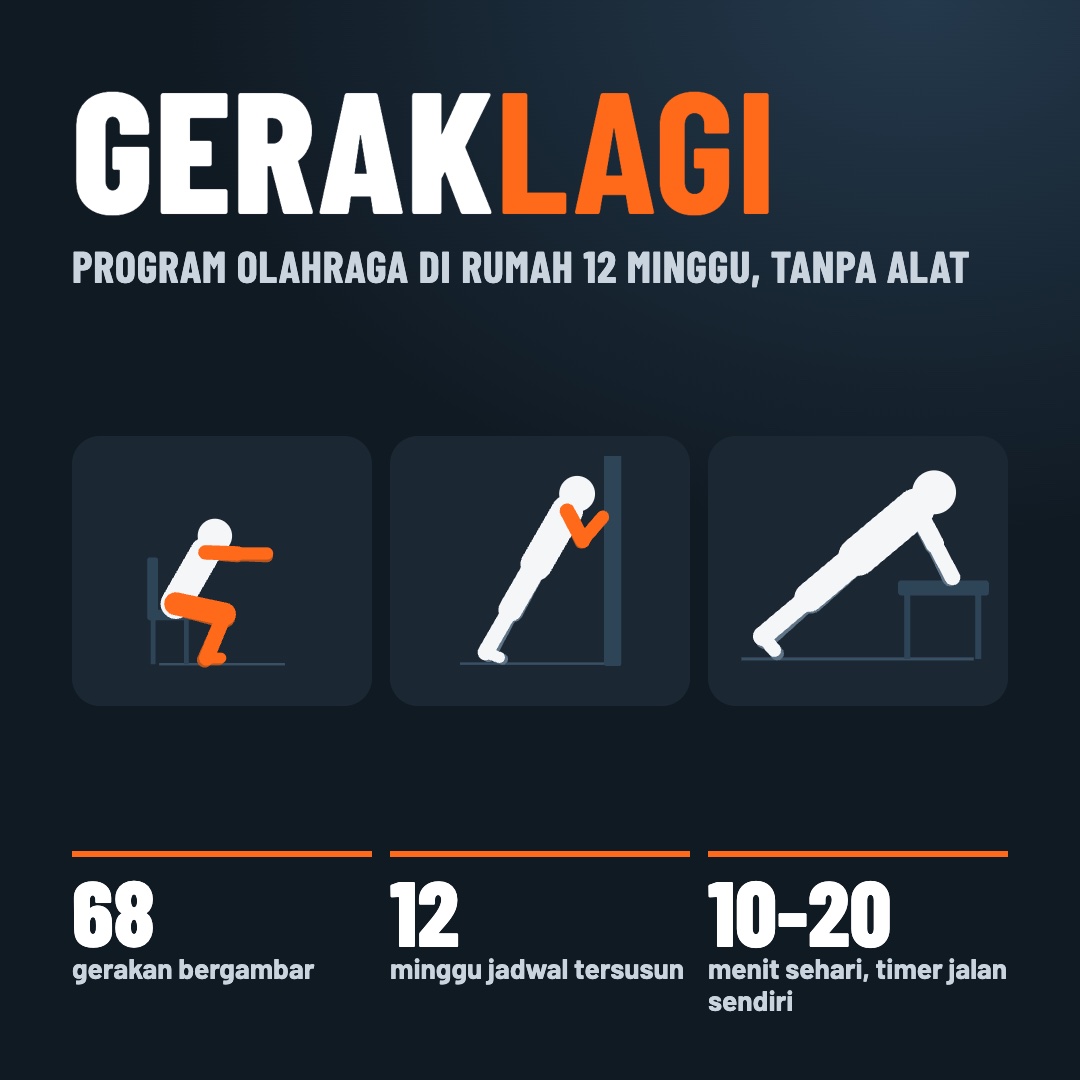 GERAKLAGI
PROGRAM OLAHRAGA DI RUMAH 12 MINGGU, TANPA ALAT
68
gerakan bergambar
12
minggu jadwal tersusun
10–20
menit sehari, timer jalan
sendiri